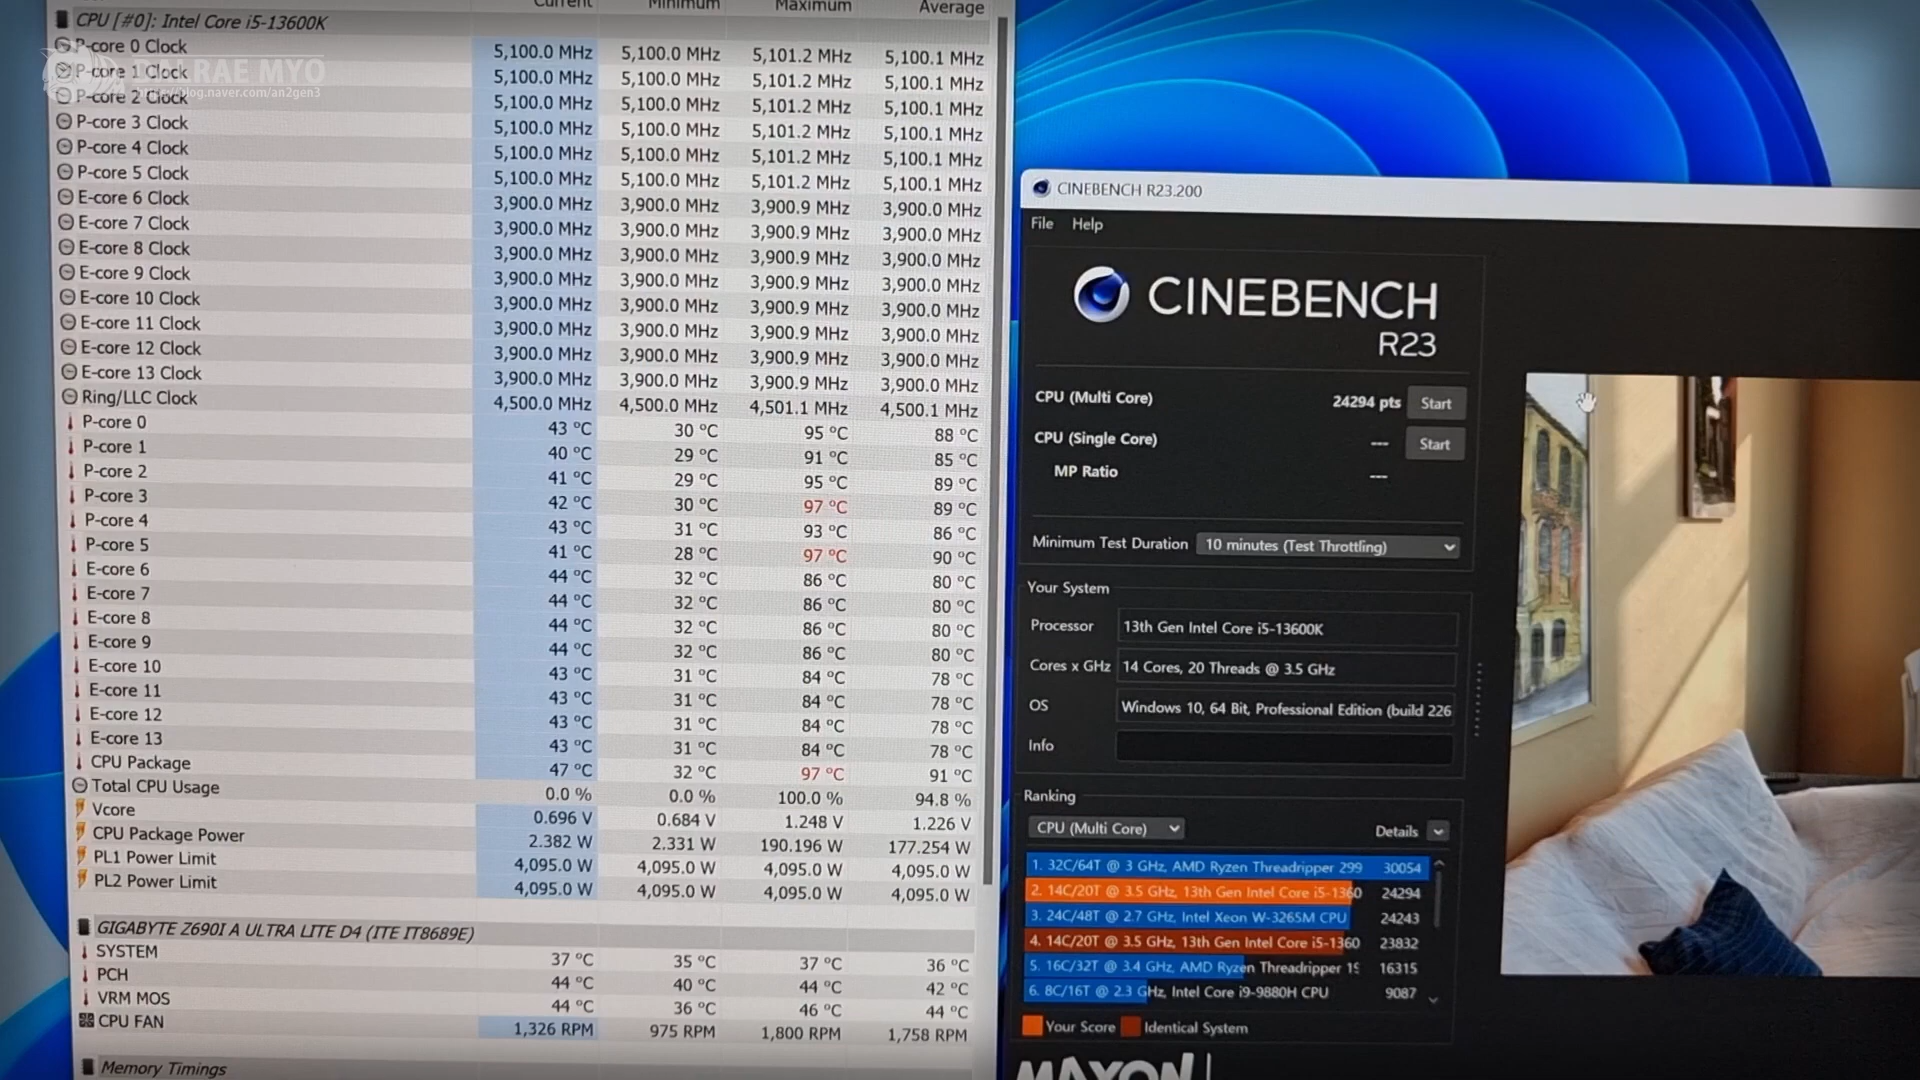 Current Minimum Maximum Average
CPU [#0]: Intel Core i5-13600K
P-core 0 Clock 5,100.0 MHz 5,100.0 MHz 5,101.2 MHz 5,100.1 MHz
P-core 1 Clock 5,100.0 MHz 5,100.0 MHz 5,101.2 MHz 5,100.1 MHz
RAE MYO
blog.naver.com/an2gen3
P-core 2 Clock 5,100.0 MHz 5,100.0 MHz 5,101.2 MHz 5,100.1 MHz
P-core 3 Clock 5,100.0 MHz 5,100.0 MHz 5,101.2 MHz 5,100.1 MHz
P-core 4 Clock 5,100.0 MHz 5,100.0 MHz 5,101.2 MHz 5,100.1 MHz
P-core 5 Clock 5,100.0 MHz 5,100.0 MHz 5,101.2 MHz 5,100.1 MHz
E-core 6 Clock 3,900.0 MHz 3,900.0 MHz 3,900.9 MHz 3,900.0 MHz
E-core 7 Clock 3,900.0 MHz 3,900.0 MHz 3,900.9 MHz 3,900.0 MHz
E-core 8 Clock 3,900.0 MHz 3,900.0 MHz 3,900.9 MHz 3,900.0 MHz
E-core 9 Clock 3,900.0 MHz 3,900.0 MHz 3,900.9 MHz 3,900.0 MHz
E-core 10 Clock 3,900.0 MHz 3,900.0 MHz 3,900.9 MHz 3,900.0 MHz
E-core 11 Clock 3,900.0 MHz 3,900.0 MHz 3,900.9 MHz 3,900.0 MHz
E-core 12 Clock 3,900.0 MHz 3,900.0 MHz 3,900.9 MHz 3,900.0 MHz
E-core 13 Clock 3,900.0 MHz 3,900.0 MHz 3,900.9 MHz 3,900.0 MHz
Ring/LLC Clock 4,500.0 MHz 4,500.0 MHz 4,501.1 MHz 4,500.1 MHz
P-core 0 43 °C 30 °C 95 °C 88 °C
P-core 1 40 °C 29 °C 91 °C 85 °C
P-core 2 41 °C 29 °C 95 °C 89 °C
P-core 3 42 °C 30 °C 97 °C 89 °C
P-core 4 43 °C 31 °C 93 °C 86 °C
P-core 5 41 °C 28 °C 97 °C 90 °C
E-core 6 44 °C 32 °C 86 °C 80 °C
E-core 7 44 °C 32 °C 86 °C 80 °C
E-core 8 44 °C 32 °C 86 °C 80 °C
E-core 9 44 °C 32 °C 86 °C 80 °C
E-core 10 43 °C 31 °C 84 °C 78 °C
E-core 11 43 °C 31 °C 84 °C 78 °C
E-core 12 43 °C 31 °C 84 °C 78 °C
E-core 13 43 °C 31 °C 84 °C 78 °C
CPU Package 47 °C 32 °C 97 °C 91 °C
Total CPU Usage 0.0 % 0.0 % 100.0 % 94.8 %
Vcore 0.696 V 0.684 V 1.248 V 1.226 V
CPU Package Power 2.382 W 2.331 W 190.196 W 177.254 W
PL1 Power Limit 4,095.0 W 4,095.0 W 4,095.0 W 4,095.0 W
PL2 Power Limit 4,095.0 W 4,095.0 W 4,095.0 W 4,095.0 W
GIGABYTE Z690I A ULTRA LITE D4 (ITE IT8689E)
SYSTEM 37 °C 35 °C 37 °C 36 °C
PCH 44 °C 40 °C 44 °C 42 °C
VRM MOS 44 °C 36 °C 46 °C 44 °C
CPU FAN 1,326 RPM 975 RPM 1,800 RPM 1,758 RPM
Memory Timings
CINEBENCH R23.200
File Help
CINEBENCH
R23
CPU (Multi Core) 24294 pts Start
CPU (Single Core) --- Start
MP Ratio ---
Minimum Test Duration 10 minutes (Test Throttling)
Your System
Processor 13th Gen Intel Core i5-13600K
Cores x GHz 14 Cores, 20 Threads @ 3.5 GHz
OS Windows 10, 64 Bit, Professional Edition (build 226
Info
Ranking
CPU (Multi Core) Details
1. 32C/64T @ 3 GHz, AMD Ryzen Threadripper 299 30054
2. 14C/20T @ 3.5 GHz, 13th Gen Intel Core i5-1360 24294
3. 24C/48T @ 2.7 GHz, Intel Xeon W-3265M CPU 24243
4. 14C/20T @ 3.5 GHz, 13th Gen Intel Core i5-1360 23832
5. 16C/32T @ 3.4 GHz, AMD Ryzen Threadripper 19 16315
6. 8C/16T @ 2.3 GHz, Intel Core i9-9880H CPU 9087
Your Score Identical System
MAXON